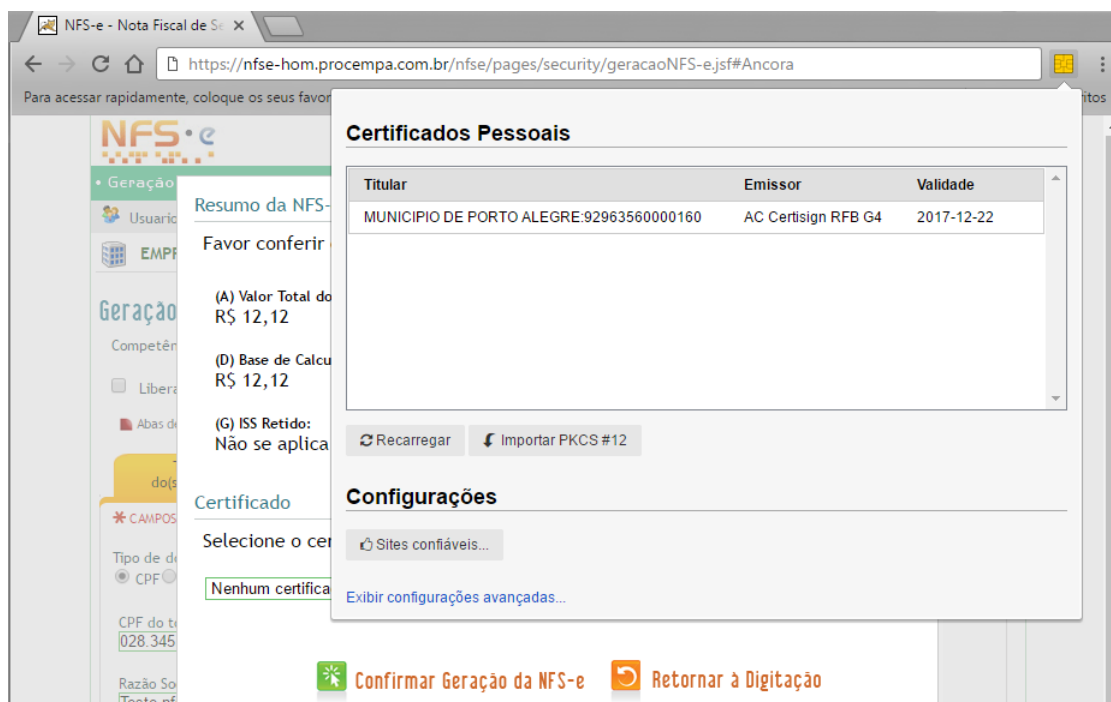 NFS-e - Nota Fiscal de Se
https://nfse-hom.procempa.com.br/nfse/pages/security/geracaoNFS-e.jsf#Ancora
Para acessar rapidamente, coloque os seus favor
itos
NFS·e
• Geração
Usuario
EMPR
Geração
Competên
Libera
Abas de
do(s
* CAMPOS
Tipo de do
CPF
CPF do to
028.345
Razão So
Resumo da NFS-
Favor conferir
(A) Valor Total do
R$ 12,12
(D) Base de Calcu
R$ 12,12
(G) ISS Retido:
Não se aplica
Certificado
Selecione o cer
Nenhum certifica
Confirmar Geração da NFS-e Retornar à Digitação
Certificados Pessoais
Titular Emissor Validade
MUNICIPIO DE PORTO ALEGRE:92963560000160 AC Certisign RFB G4 2017-12-22
Recarregar Importar PKCS #12
Configurações
Sites confiáveis...
Exibir configurações avançadas...